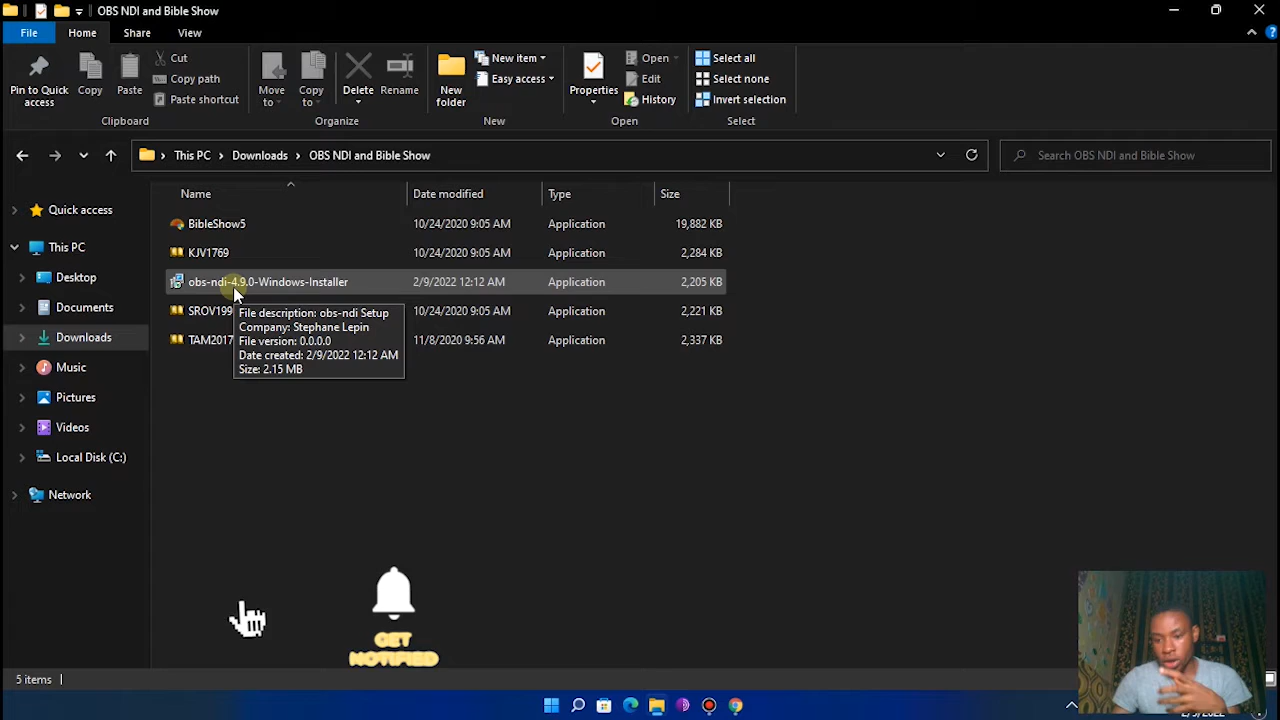 OBS NDI and Bible Show
File
Home
Share
View
Pin to Quick access
Copy
Paste
Cut
Copy path
Paste shortcut
Clipboard
Move to
Copy to
Delete
Rename
Organize
New folder
New item
Easy access
New
Properties
Open
Edit
History
Open
Select all
Select none
Invert selection
Select
This PC > Downloads > OBS NDI and Bible Show
Search OBS NDI and Bible Show
Name Date modified Type Size
BibleShow5 10/24/2020 9:05 AM Application 19,882 KB
KJV1769 10/24/2020 9:05 AM Application 2,284 KB
obs-ndi-4.9.0-Windows-Installer 2/9/2022 12:12 AM Application 2,205 KB
SROV199 10/24/2020 9:05 AM Application 2,221 KB
TAM2017 11/8/2020 9:56 AM Application 2,337 KB
File description: obs-ndi Setup
Company: Stephane Lepin
File version: 0.0.0.0
Date created: 2/9/2022 12:12 AM
Size: 2.15 MB
Quick access
This PC
Desktop
Documents
Downloads
Music
Pictures
Videos
Local Disk (C:)
Network
GET
NOTIFIED
5 items